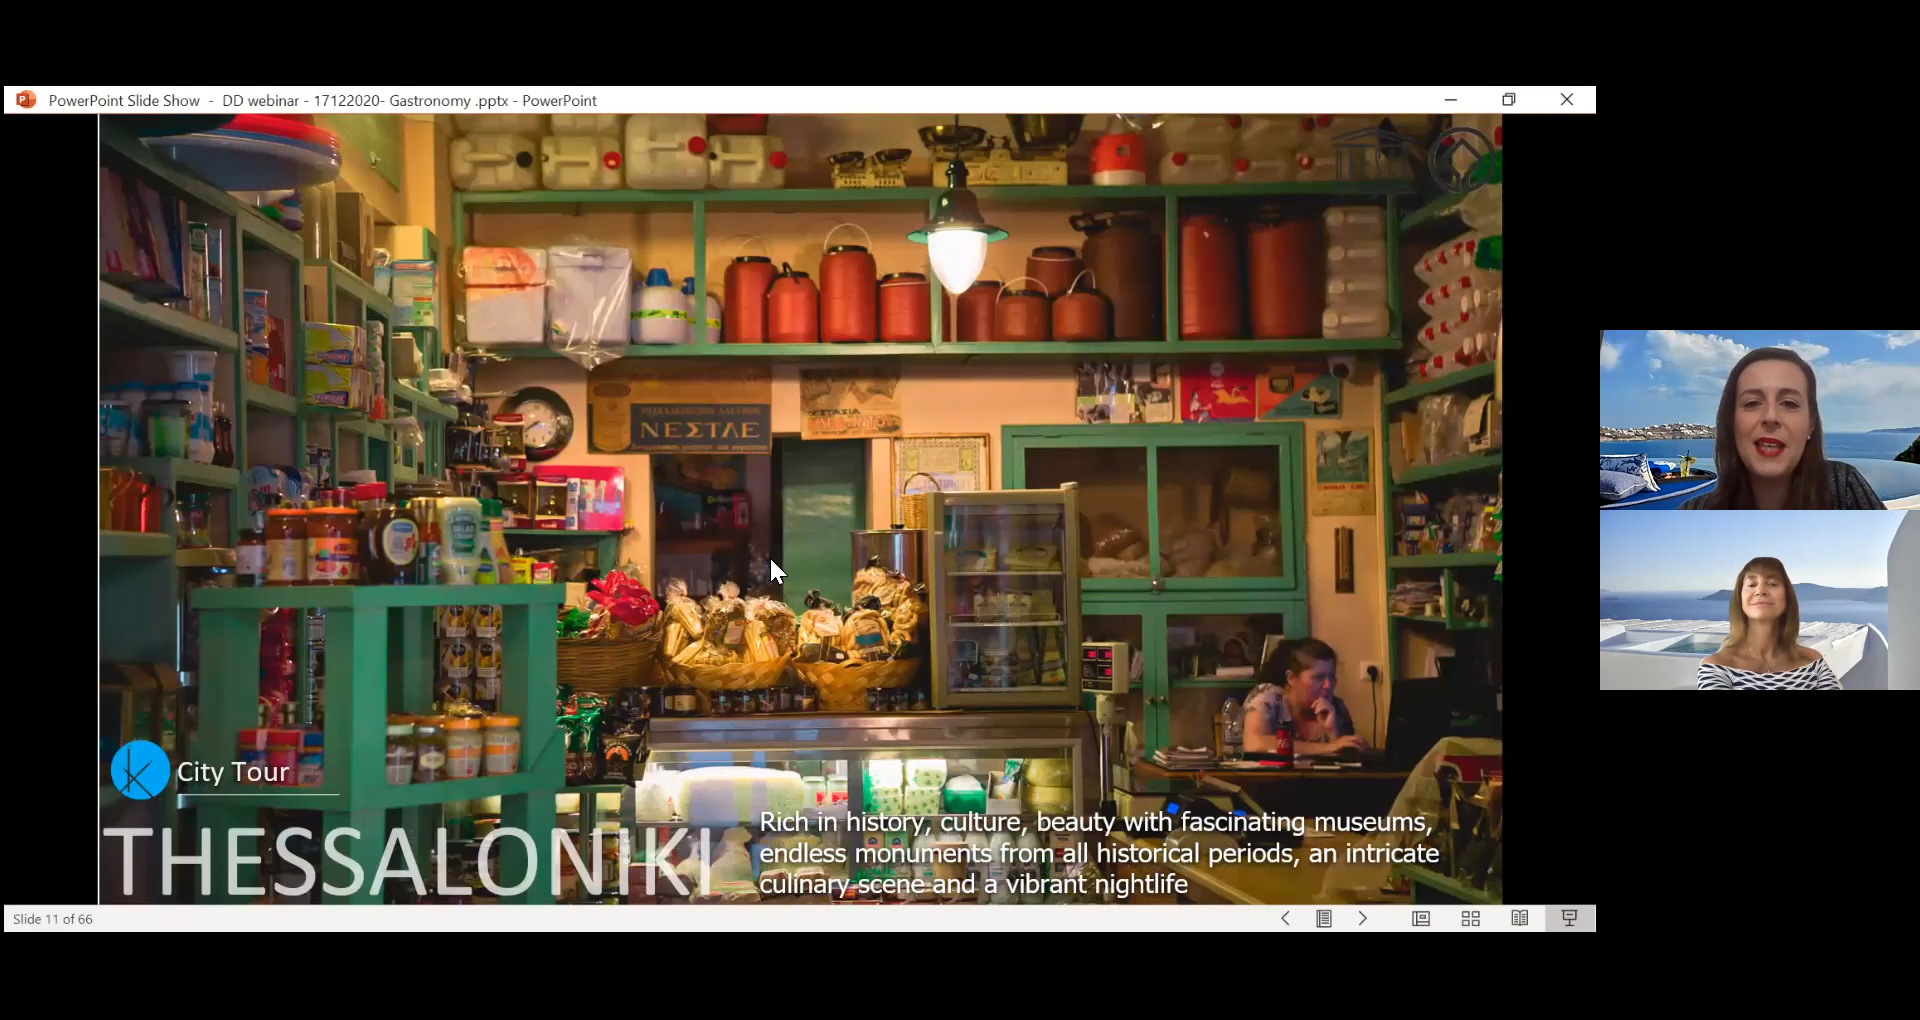 PowerPoint Slide Show - DD webinar - 17122020- Gastronomy .pptx - PowerPoint
ΝΕΣΤΛΕ
City Tour
THESSALONIKI
Rich in history, culture, beauty with fascinating museums,
endless monuments from all historical periods, an intricate
culinary scene and a vibrant nightlife
Slide 11 of 66